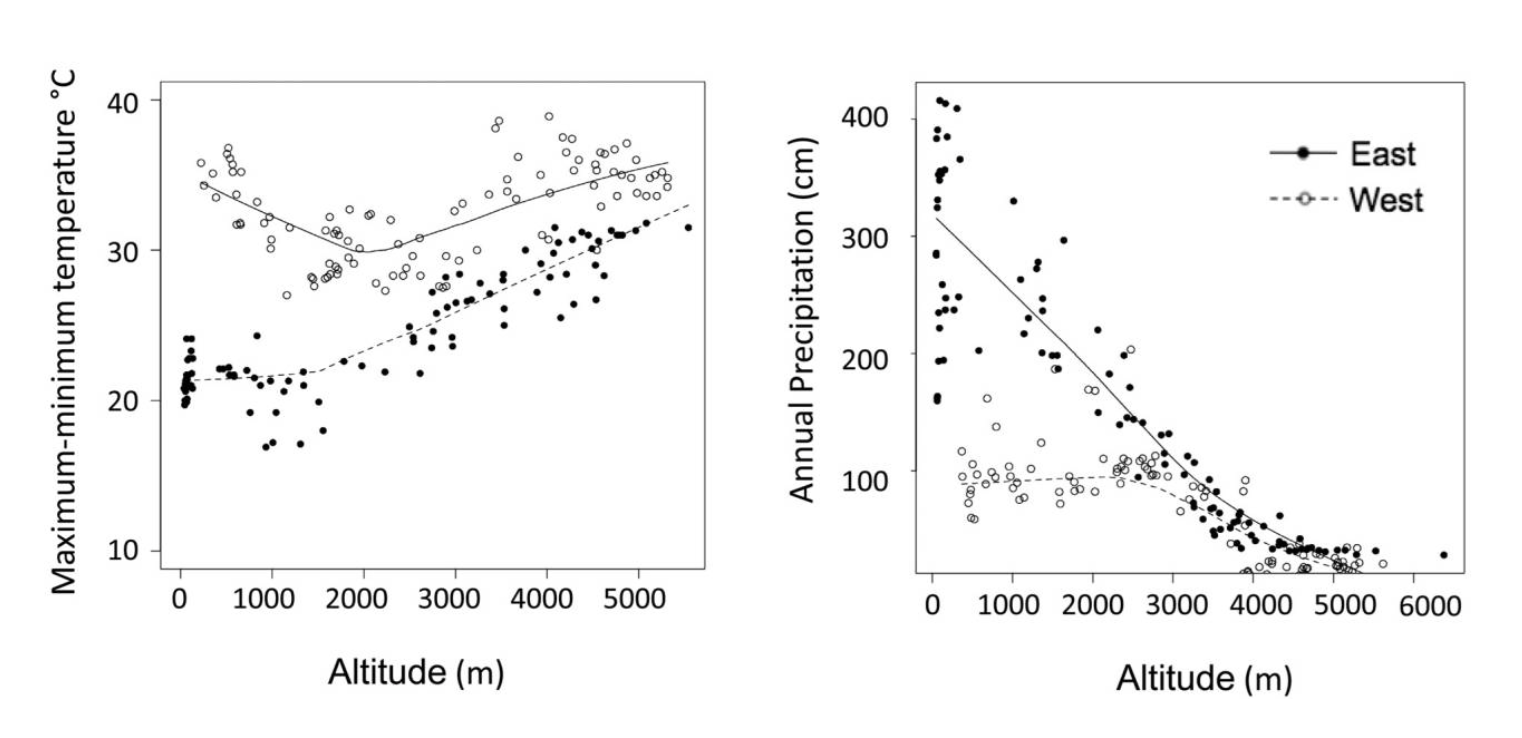 Maximum-minimum temperature °C
40
30
20
10
0 1000 2000 3000 4000 5000
Altitude (m)
Annual Precipitation (cm)
400
300
200
100
0 1000 2000 3000 4000 5000 6000
Altitude (m)
East
West